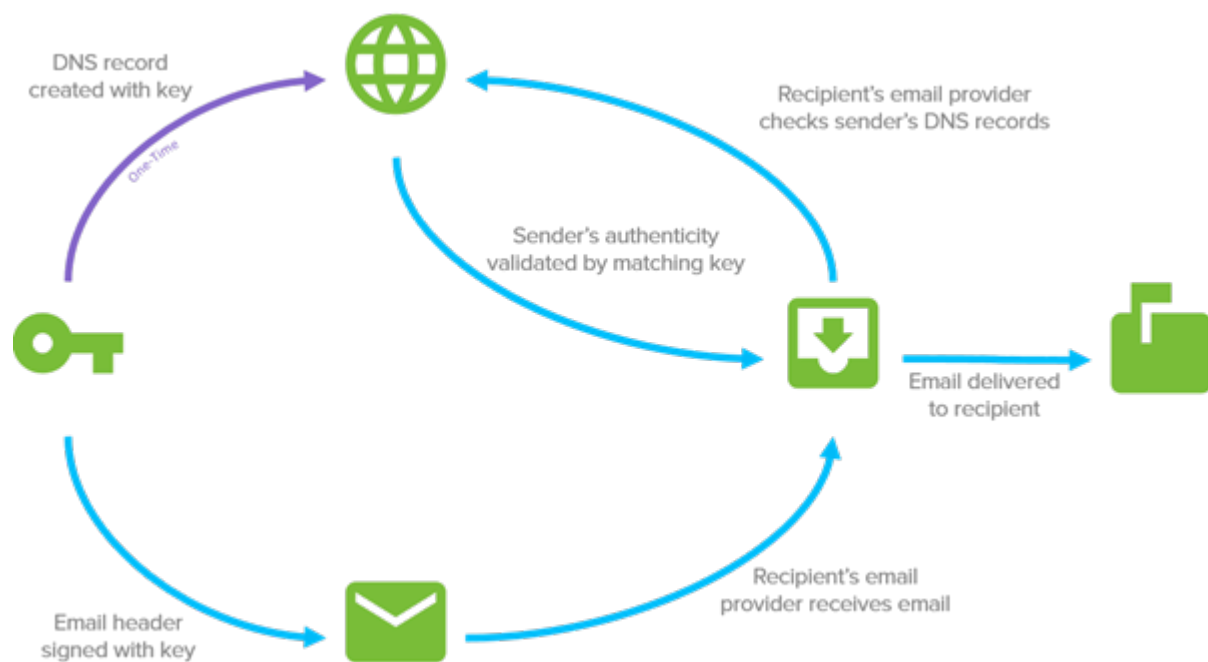 DNS record
created with key
One-Time
Recipient's email provider
checks sender's DNS records
Sender's authenticity
validated by matching key
Email delivered
to recipient
Email header
signed with key
Recipient's email
provider receives email